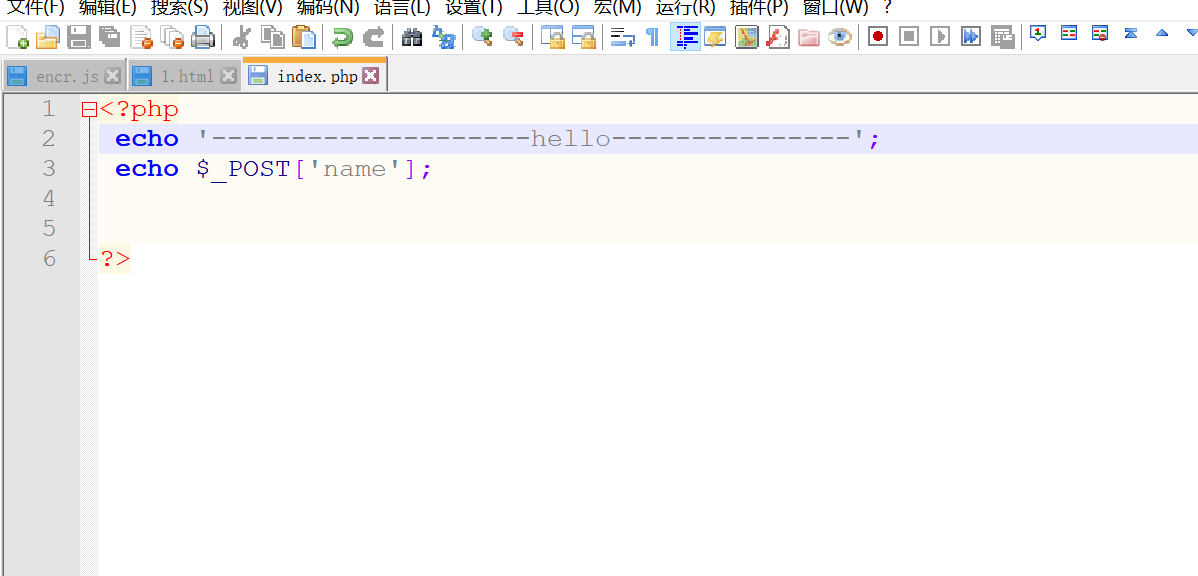 文件(F) 编辑(E) 搜索(S) 视图(V) 编码(N) 语言(L) 设置(T) 工具(O) 宏(M) 运行(R) 插件(P) 窗口(W) ?
encr.js 1.html index.php
1 <?php
2 echo '--------------------hello---------------';
3 echo $_POST['name'];
4
5
6 ?>